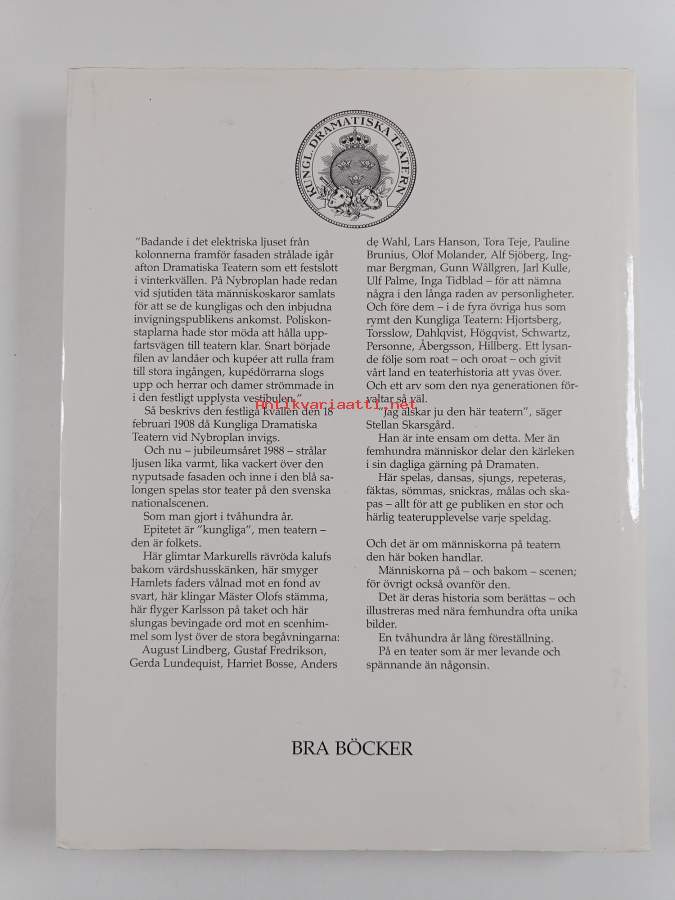 KUNGL. DRAMATISKA TEATERN
"Badande i det elektriska ljuset från
kolonnerna framför fasaden strålade igår
afton Dramatiska Teatern som ett festslott
i vinterkvällen. På Nybroplan hade redan
vid sjutiden täta människoskaror samlats
för att se de kungligas och den inbjudna
invigningspublikens ankomst. Poliskon-
staplarna hade stor möda att hålla upp-
fartsvägen till teatern klar. Snart började
filen av landåer och kupéer att rulla fram
till stora ingången, kupédörrarna slogs
upp och herrar och damer strömmade in
i den festligt upplysta vestibulen."
Så beskrivs den festliga kvällen den 18
februari 1908 då Kungliga Dramatiska
Teatern vid Nybroplan invigs.
Och nu – jubileumsåret 1988 – strålar
ljusen lika varmt, lika vackert över den
nyputsade fasaden och inne i den blå sa-
longen spelas stor teater på den svenska
nationalscenen.
Som man gjort i tvåhundra år.
Epitetet är "kungliga", men teatern –
den är folkets.
Här glimtar Markurells rävröda kalufs
bakom värdshusskänken, här smyger
Hamlets faders vålnad mot en fond av
svart, här klingar Mäster Olofs stämma,
här flyger Karlsson på taket och här
slungas bevingade ord mot en scenhim-
mel som lyst över de stora begåvningarna:
August Lindberg, Gustaf Fredrikson,
Gerda Lundequist, Harriet Bosse, Anders
de Wahl, Lars Hanson, Tora Teje, Pauline
Brunius, Olof Molander, Alf Sjöberg, Ing-
mar Bergman, Gunn Wållgren, Jarl Kulle,
Ulf Palme, Inga Tidblad – för att nämna
några i den långa raden av personligheter.
Och före dem – i de fyra övriga hus som
rymt den Kungliga Teatern: Hjortsberg,
Torsslow, Dahlqvist, Högqvist, Schwartz,
Personne, Åbergsson, Hillberg. Ett lysan-
de följe som roat – och oroat – och givit
vårt land en teaterhistoria att yvas över.
Och ett arv som den nya generationen för-
valtar så väl.
"Jag älskar ju den här teatern", säger
Stellan Skarsgård.
Han är inte ensam om detta. Mer än
femhundra människor delar den kärleken
i sin dagliga gärning på Dramaten.
Här spelas, dansas, sjungs, repeteras,
fäktas, sömmas, snickras, målas och ska-
pas – allt för att ge publiken en stor och
härlig teaterupplevelse varje speldag.
Och det är om människorna på teatern
den här boken handlar.
Människorna på – och bakom – scenen;
för övrigt också ovanför den.
Det är deras historia som berättas – och
illustreras med nära femhundra ofta unika
bilder.
En tvåhundra år lång föreställning.
På en teater som är mer levande och
spännande än någonsin.
BRA BÖCKER
Antikvariaatti.net